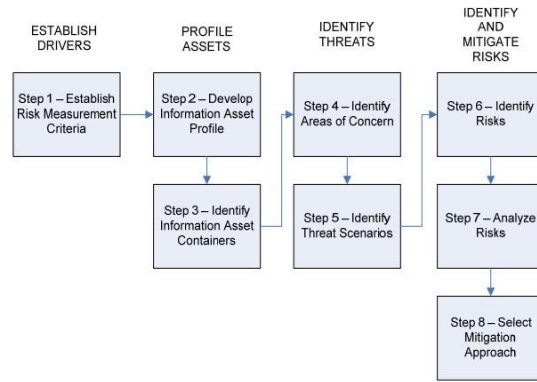 ESTABLISH
DRIVERS
PROFILE
ASSETS
IDENTIFY
THREATS
IDENTIFY
AND
MITIGATE
RISKS
Step 1 – Establish
Risk Measurement
Criteria
Step 2 – Develop
Information Asset
Profile
Step 3 – Identify
Information Asset
Containers
Step 4 – Identify
Areas of Concern
Step 5 – Identify
Threat Scenarios
Step 6 – Identify
Risks
Step 7 – Analyze
Risks
Step 8 – Select
Mitigation
Approach